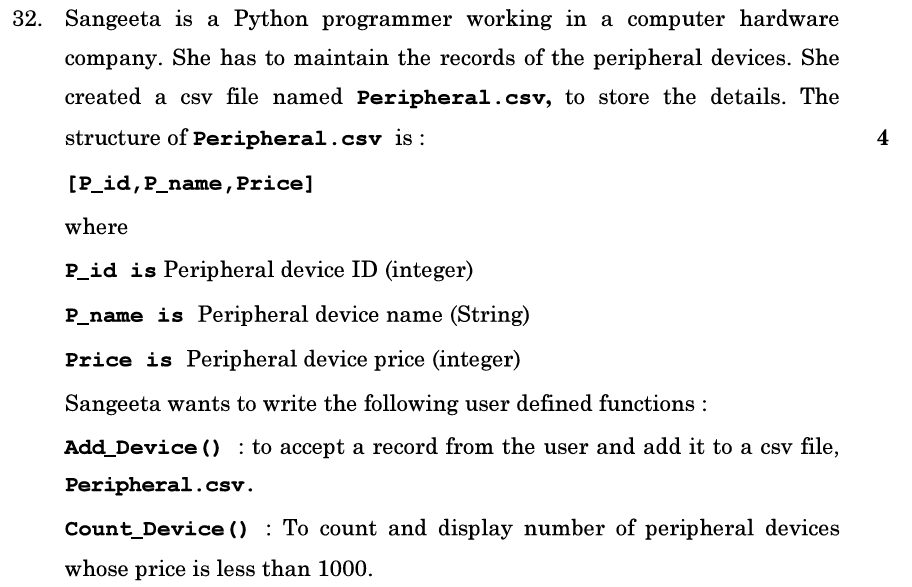 32. Sangeeta is a Python programmer working in a computer hardware
company. She has to maintain the records of the peripheral devices. She
created a csv file named Peripheral.csv, to store the details. The
structure of Peripheral.csv is : 4
[P_id,P_name,Price]
where
P_id is Peripheral device ID (integer)
P_name is Peripheral device name (String)
Price is Peripheral device price (integer)
Sangeeta wants to write the following user defined functions :
Add_Device() : to accept a record from the user and add it to a csv file,
Peripheral.csv.
Count_Device() : To count and display number of peripheral devices
whose price is less than 1000.